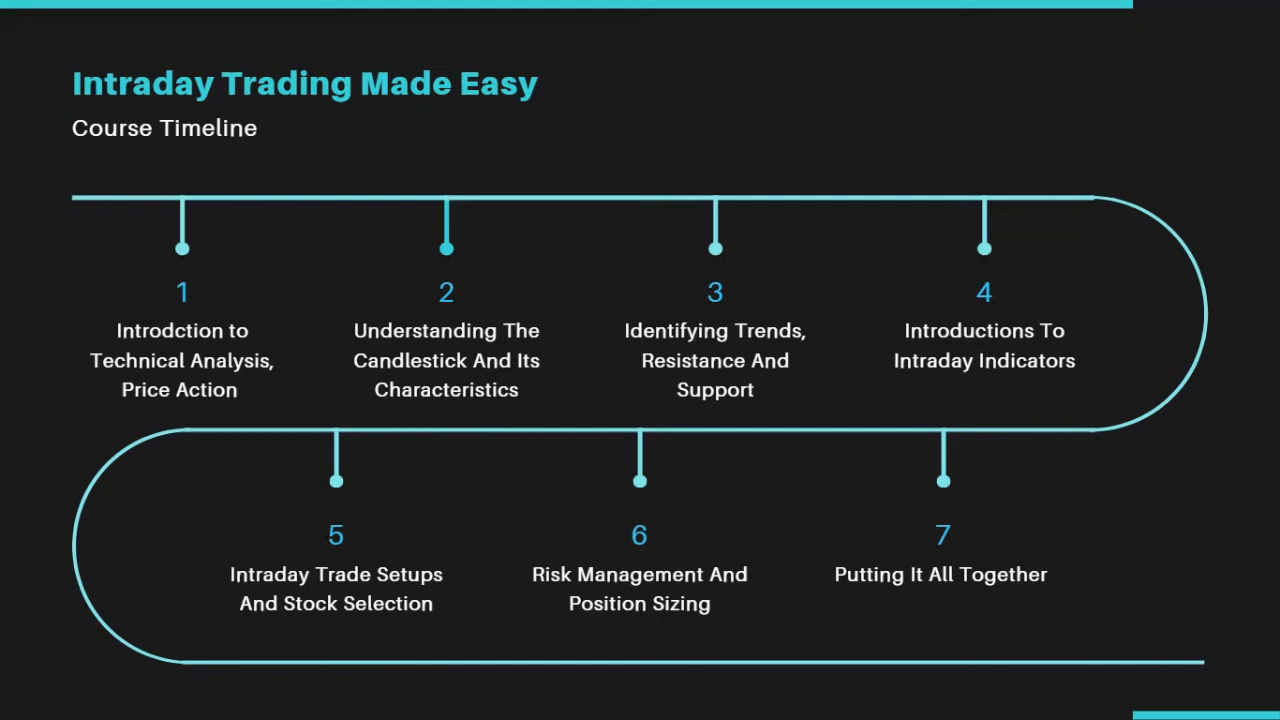 Intraday Trading Made Easy
Course Timeline
1
Introdction to
Technical Analysis,
Price Action
2
Understanding The
Candlestick And Its
Characteristics
3
Identifying Trends,
Resistance And
Support
4
Introductions To
Intraday Indicators
5
Intraday Trade Setups
And Stock Selection
6
Risk Management And
Position Sizing
7
Putting It All Together